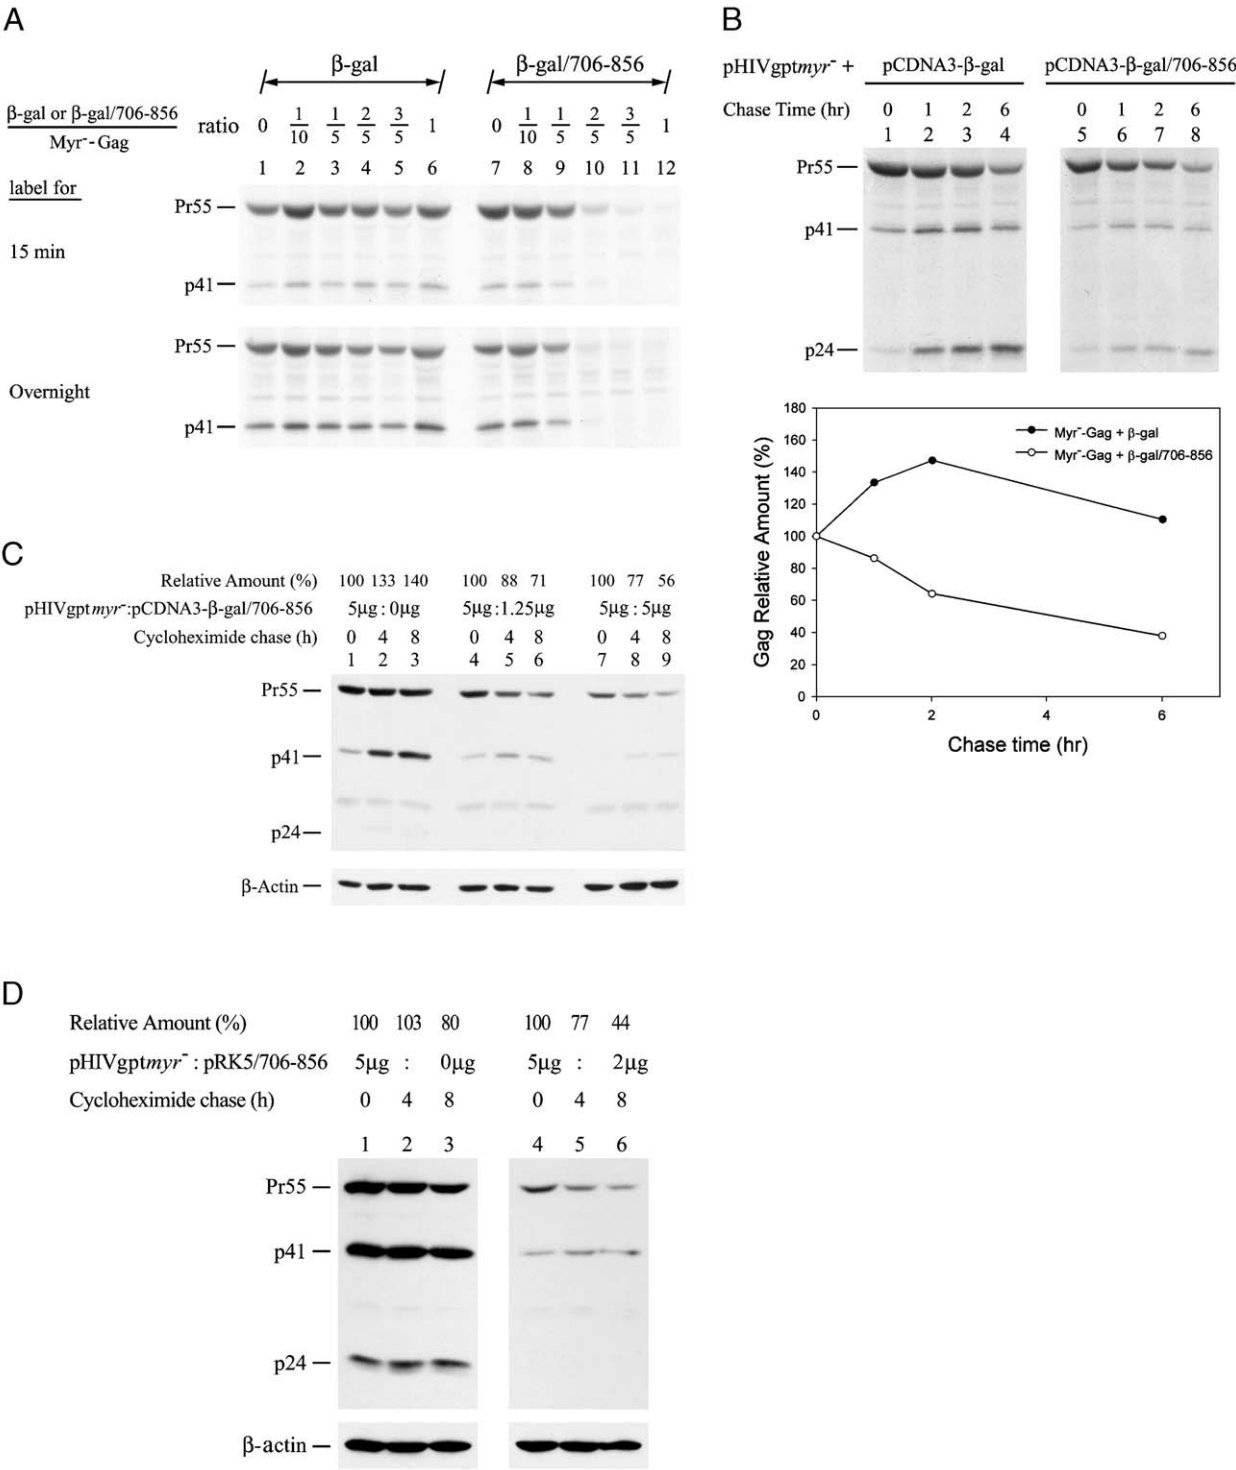 A
β-gal
β-gal/706-856
β-gal or β-gal/706-856
Myr⁻-Gag
ratio
0 1/10 1/5 2/5 3/5 1
0 1/10 1/5 2/5 3/5 1
1 2 3 4 5 6 7 8 9 10 11 12
label for
15 min
Pr55
p41
Overnight
Pr55
p41
B
pHIVgptmyr⁻ + pCDNA3-β-gal pCDNA3-β-gal/706-856
Chase Time (hr) 0 1 2 6 0 1 2 6
1 2 3 4 5 6 7 8
Pr55
p41
p24
180
160
140
120
100
80
60
40
20
0
Gag Relative Amount (%)
Myr⁻-Gag + β-gal
Myr⁻-Gag + β-gal/706-856
0 2 4 6
Chase time (hr)
C
Relative Amount (%) 100 133 140 100 88 71 100 77 56
pHIVgptmyr⁻:pCDNA3-β-gal/706-856 5μg : 0μg 5μg :1.25μg 5μg : 5μg
Cycloheximide chase (h) 0 4 8 0 4 8 0 4 8
1 2 3 4 5 6 7 8 9
Pr55
p41
p24
β-Actin
D
Relative Amount (%) 100 103 80 100 77 44
pHIVgptmyr⁻ : pRK5/706-856 5μg : 0μg 5μg : 2μg
Cycloheximide chase (h) 0 4 8 0 4 8
1 2 3 4 5 6
Pr55
p41
p24
β-actin